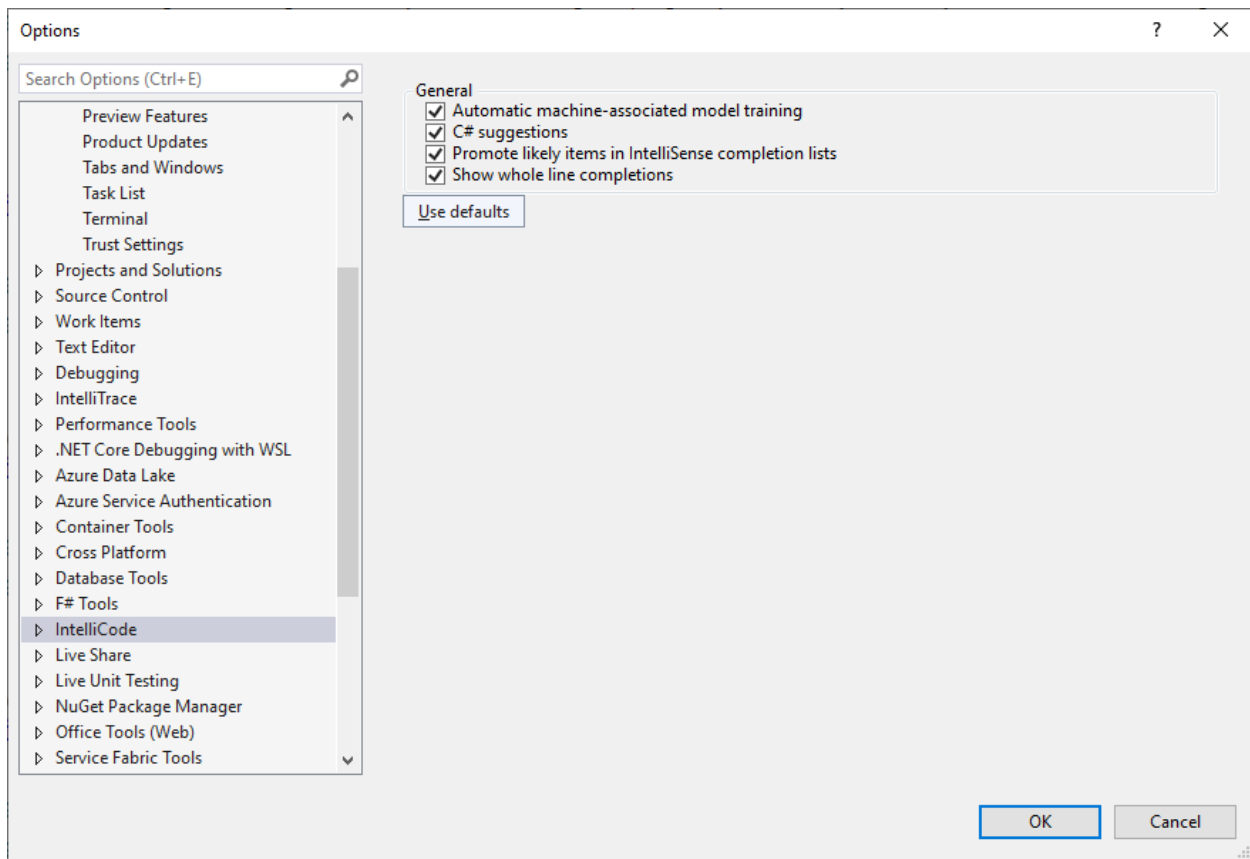 Options
?
Search Options (Ctrl+E)
Preview Features
Product Updates
Tabs and Windows
Task List
Terminal
Trust Settings
Projects and Solutions
Source Control
Work Items
Text Editor
Debugging
IntelliTrace
Performance Tools
.NET Core Debugging with WSL
Azure Data Lake
Azure Service Authentication
Container Tools
Cross Platform
Database Tools
F# Tools
IntelliCode
Live Share
Live Unit Testing
NuGet Package Manager
Office Tools (Web)
Service Fabric Tools
General
Automatic machine-associated model training
C# suggestions
Promote likely items in IntelliSense completion lists
Show whole line completions
Use defaults
OK
Cancel